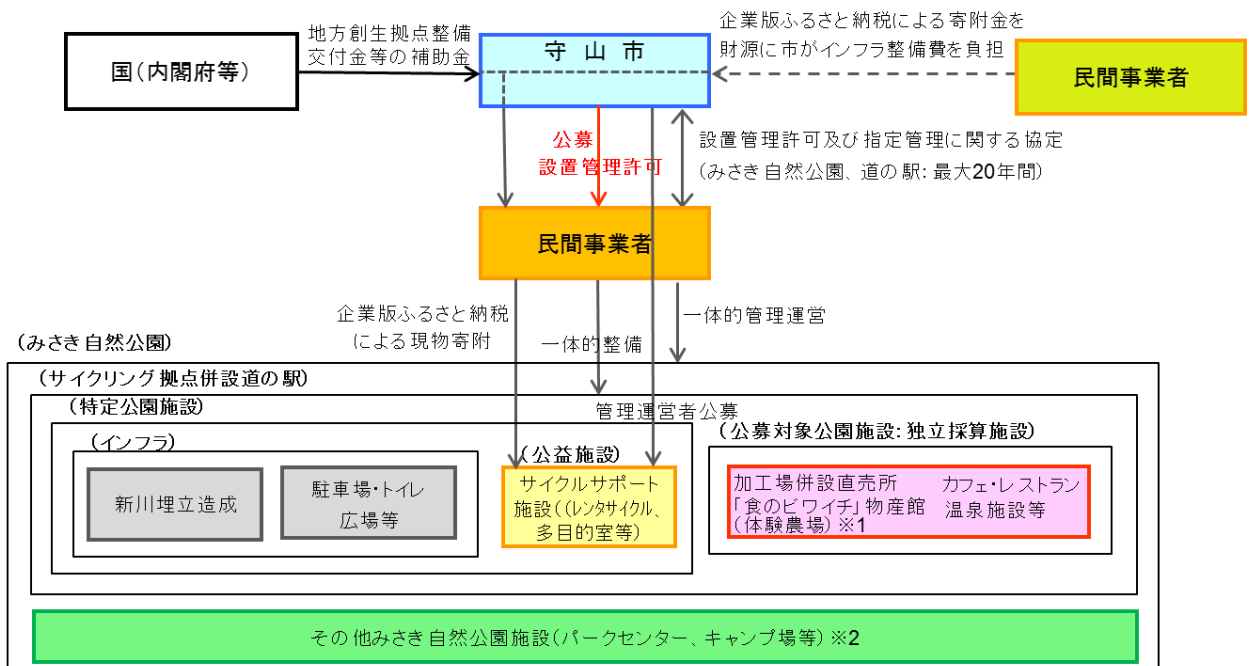 地方創生拠点整備
交付金等の補助金
企業版ふるさと納税による寄附金を
財源に市がインフラ整備費を負担
国(内閣府等)
守山市
民間事業者
公募
設置管理許可
設置管理許可及び指定管理に関する協定
(みさき自然公園、道の駅:最大20年間)
民間事業者
企業版ふるさと納税
による現物寄附
一体的整備
一体的管理運営
(みさき自然公園)
(サイクリング拠点併設道の駅)
(特定公園施設)
管理運営者公募
(インフラ)
(公益施設)
(公募対象公園施設:独立採算施設)
新川埋立造成
駐車場・トイレ
広場等
サイクルサポート
施設((レンタサイクル、
多目的室等)
加工場併設直売所
「食のビワイチ」物産館
(体験農場)※1
カフェ・レストラン
温泉施設等
その他みさき自然公園施設(パークセンター、キャンプ場等)※2